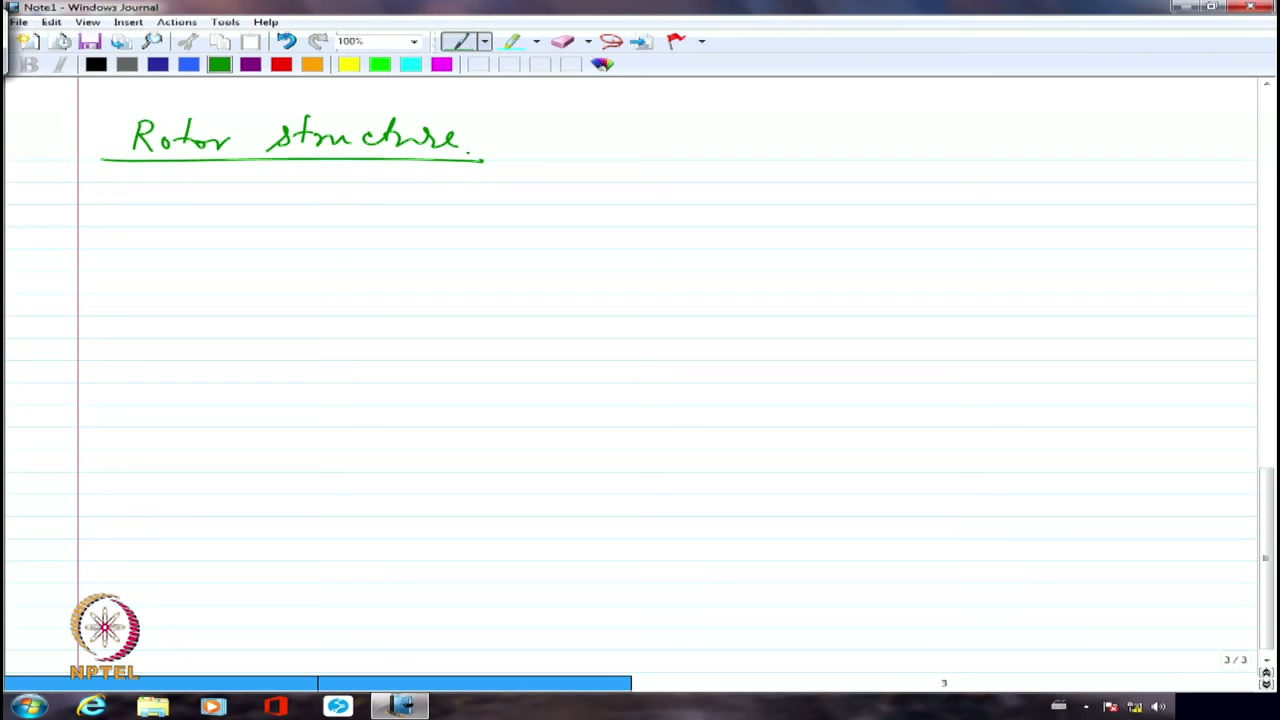 Note1 - Windows Journal
File Edit View Insert Actions Tools Help
100%
B I
Rotor structure.
NPTEL
3 / 3
3